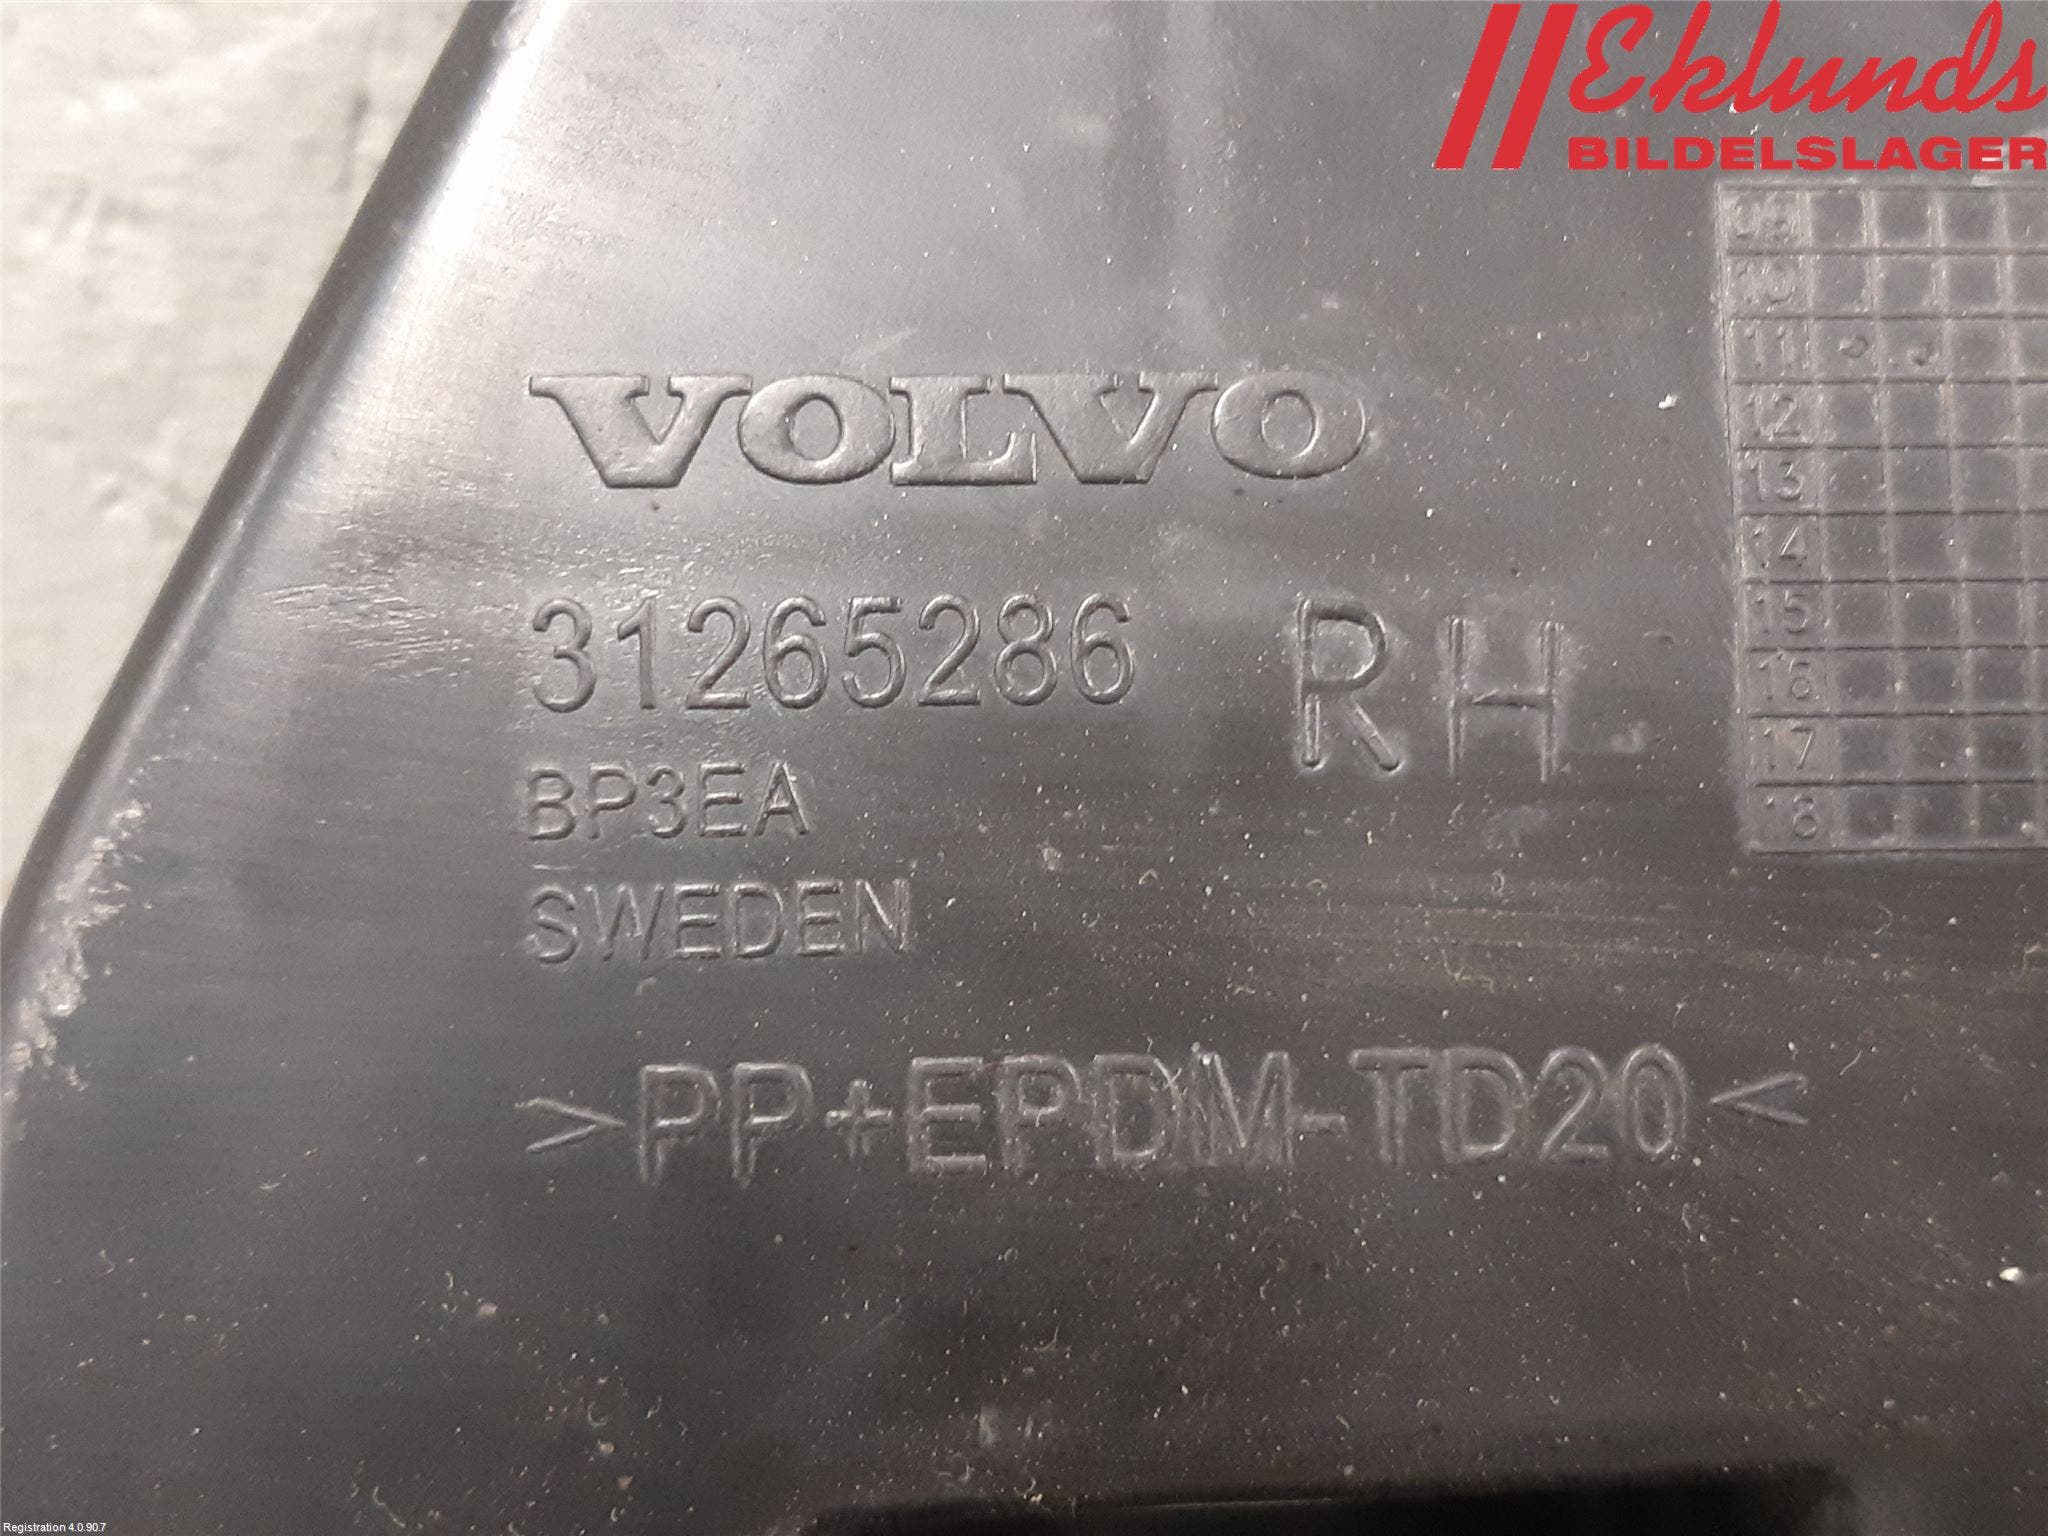 Eklunds
BILDELSLAGER
09
10
11
12
13
14
15
16
17
18
VOLVO
31265286 RH
BP3EA
SWEDEN
>PP+EPDM-TD20<
Registration 4.0.90.7